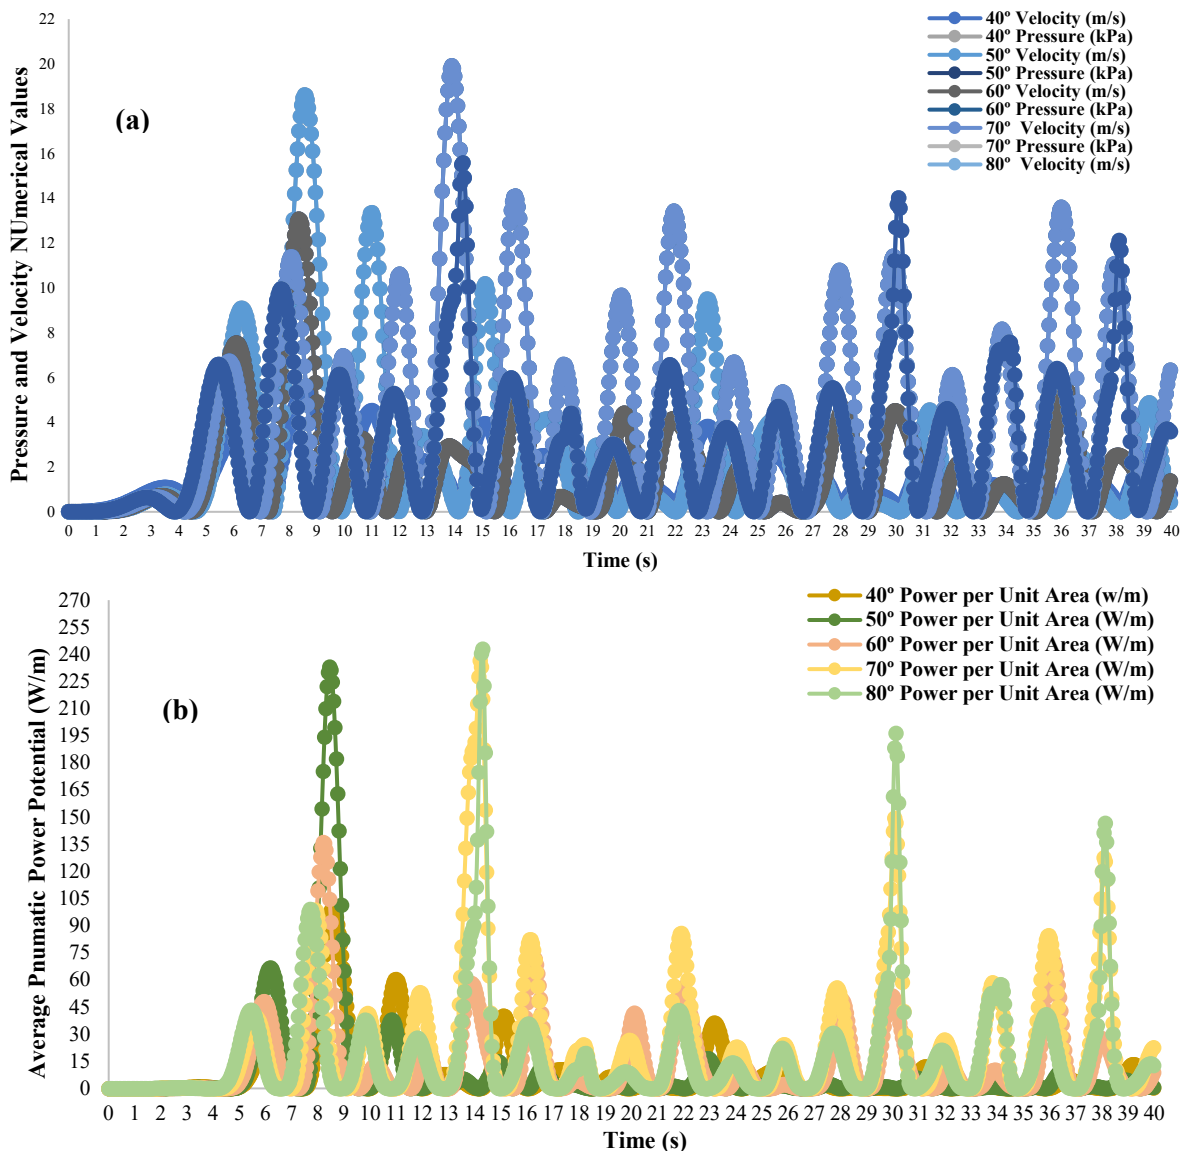 Pressure and Velocity NUmerical Values
22
20
18
16
14
12
10
8
6
4
2
0
(a)
40º Velocity (m/s)
40º Pressure (kPa)
50º Velocity (m/s)
50º Pressure (kPa)
60º Velocity (m/s)
60º Pressure (kPa)
70º  Velocity (m/s)
70º Pressure (kPa)
80º  Velocity (m/s)
0 1 2 3 4 5 6 7 8 9 10 11 12 13 14 15 16 17 18 19 20 21 22 23 24 25 26 27 28 29 30 31 32 33 34 35 36 37 38 39 40
Time (s)
Average Pnumatic Power Potential (W/m)
270
255
240
225
210
195
180
165
150
135
120
105
90
75
60
45
30
15
0
(b)
40º Power per Unit Area (w/m)
50º Power per Unit Area (W/m)
60º Power per Unit Area (W/m)
70º Power per Unit Area (W/m)
80º Power per Unit Area (W/m)
0 1 2 3 4 5 6 7 8 9 10 11 12 13 14 15 16 17 18 19 20 21 22 23 24 25 26 27 28 29 30 31 32 33 34 35 36 37 38 39 40
Time (s)